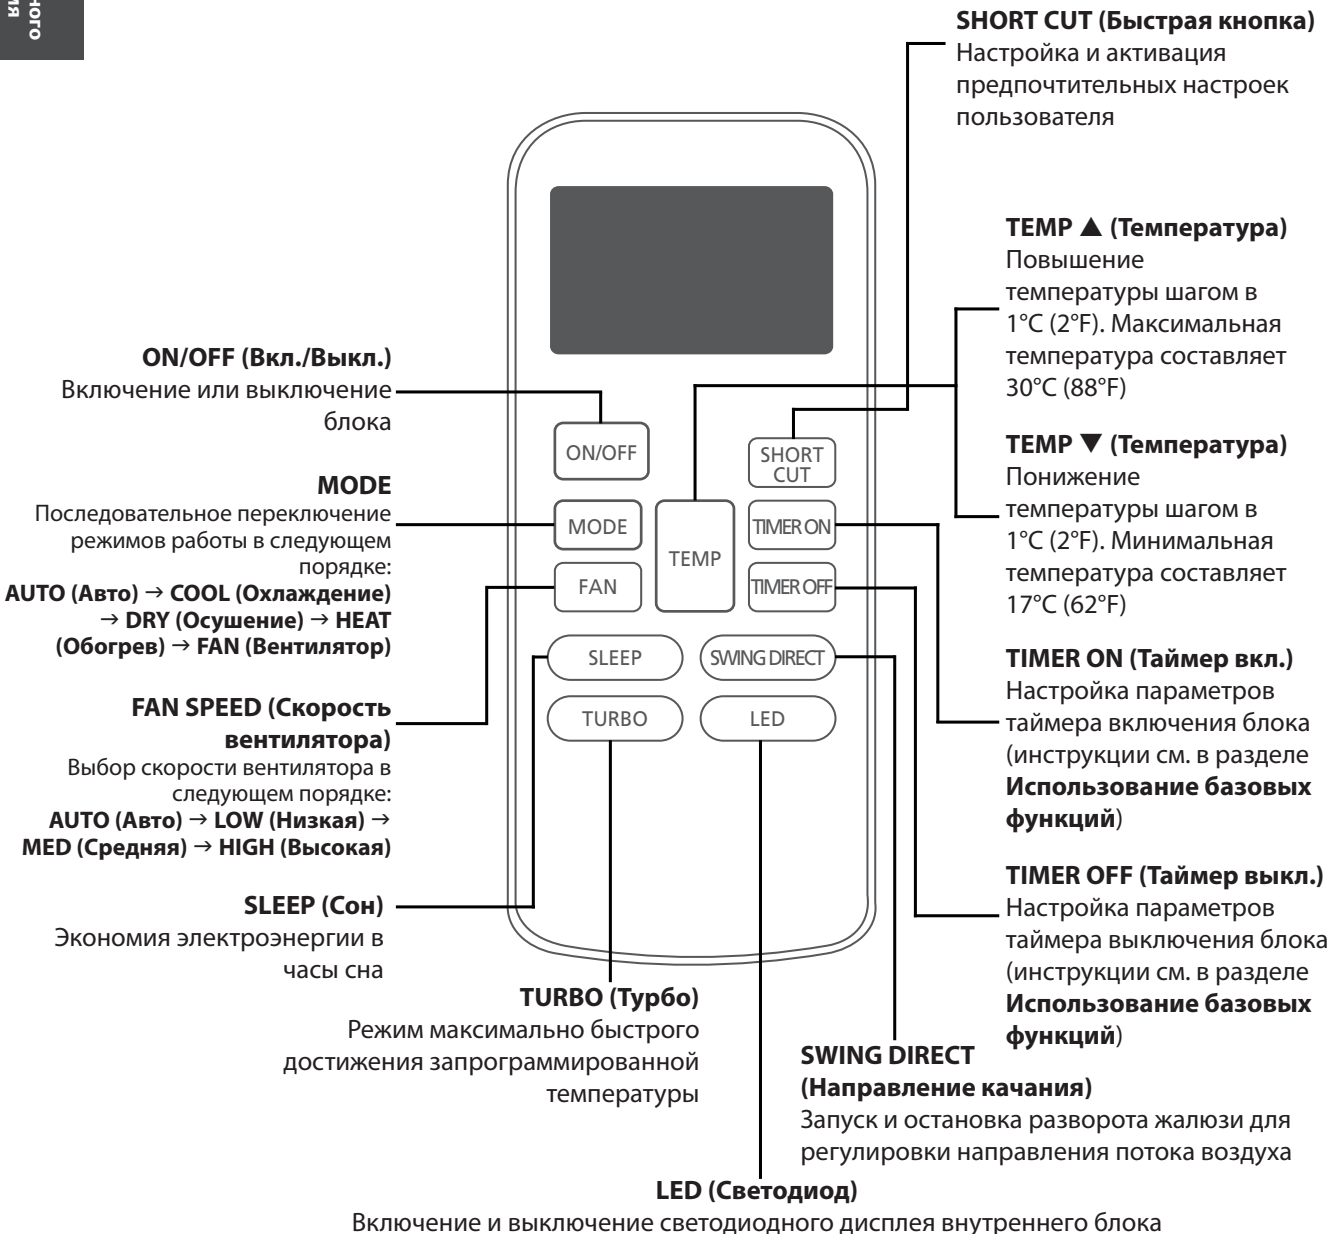 ного
ия
SHORT CUT (Быстрая кнопка)
Настройка и активация
предпочтительных настроек
пользователя
TEMP ▲ (Температура)
Повышение
температуры шагом в
1°C (2°F). Максимальная
температура составляет
30°C (88°F)
TEMP ▼ (Температура)
Понижение
температуры шагом в
1°C (2°F). Минимальная
температура составляет
17°C (62°F)
TIMER ON (Таймер вкл.)
Настройка параметров
таймера включения блока
(инструкции см. в разделе
Использование базовых
функций)
TIMER OFF (Таймер выкл.)
Настройка параметров
таймера выключения блока
(инструкции см. в разделе
Использование базовых
функций)
ON/OFF (Вкл./Выкл.)
Включение или выключение
блока
MODE
Последовательное переключение
режимов работы в следующем
порядке:
AUTO (Авто) → COOL (Охлаждение)
→ DRY (Осушение) → HEAT
(Обогрев) → FAN (Вентилятор)
FAN SPEED (Скорость
вентилятора)
Выбор скорости вентилятора в
следующем порядке:
AUTO (Авто) → LOW (Низкая) →
MED (Средняя) → HIGH (Высокая)
SLEEP (Сон)
Экономия электроэнергии в
часы сна
ON/OFF
SHORT
CUT
MODE
TEMP
TIMER ON
FAN
TIMER OFF
SLEEP
SWING DIRECT
TURBO
LED
TURBO (Турбо)
Режим максимально быстрого
достижения запрограммированной
температуры
SWING DIRECT
(Направление качания)
Запуск и остановка разворота жалюзи для
регулировки направления потока воздуха
LED (Светодиод)
Включение и выключение светодиодного дисплея внутреннего блока